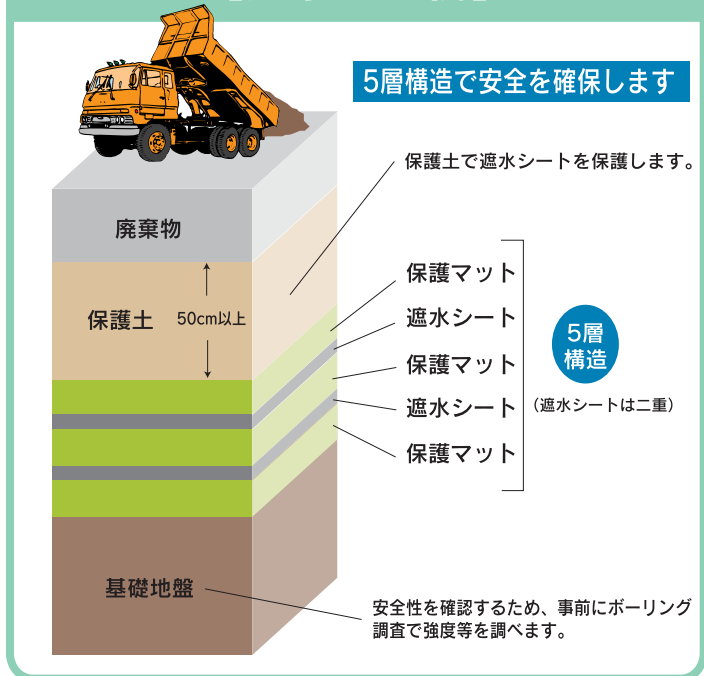 5層構造で安全を確保します
保護土で遮水シートを保護します。
廃棄物
保護土
50cm以上
保護マット
遮水シート
保護マット
遮水シート
保護マット
5層
構造
（遮水シートは二重）
基礎地盤
安全性を確認するため、事前にボーリング
調査で強度等を調べます。